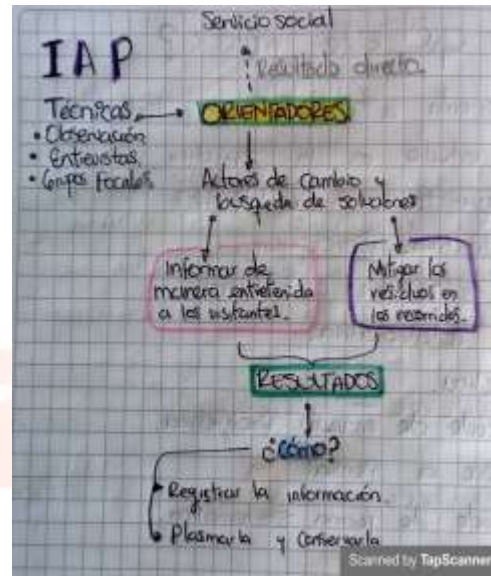 Servicio social
IAP
Resultado directo.
Técnicas.
ORIENTADORES
• Observación
• Entrevistas
• Grupos focales
Actores de cambio y
busqueda de soluciones
Informar de
manera entretenida
a los visitantes.
Mitigar los
residuos en
los recorridos.
RESULTADOS
¿Cómo?
Registrar la información.
Plasmarla y conservarla
Scanned by TapScanner